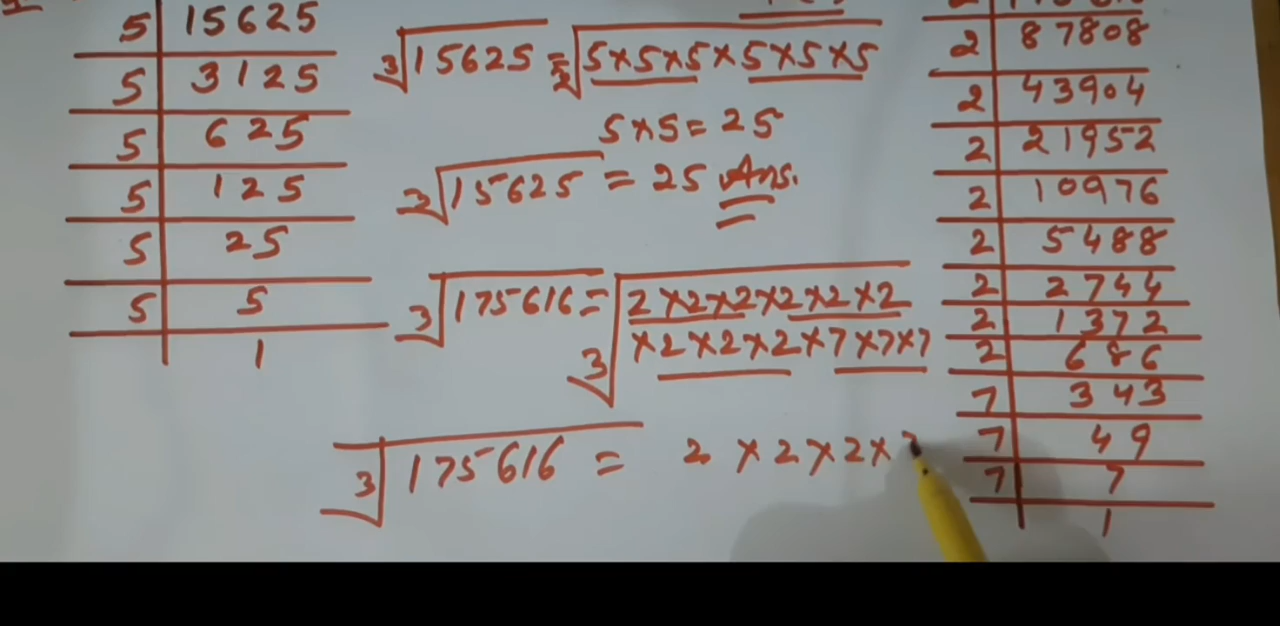 5 | 15625
5 | 3125
5 | 625
5 | 125
5 | 25
5 | 5
1
∛15625 = ∛5×5×5×5×5×5
5×5=25
∛15625 = 25 Ans.
∛175616 = ∛2×2×2×2×2×2
×2×2×2×7×7×7
∛175616 = 2×2×2×
2 | 87808
2 | 43904
2 | 21952
2 | 10976
2 | 5488
2 | 2744
2 | 1372
2 | 686
7 | 343
7 | 49
7 | 7
1